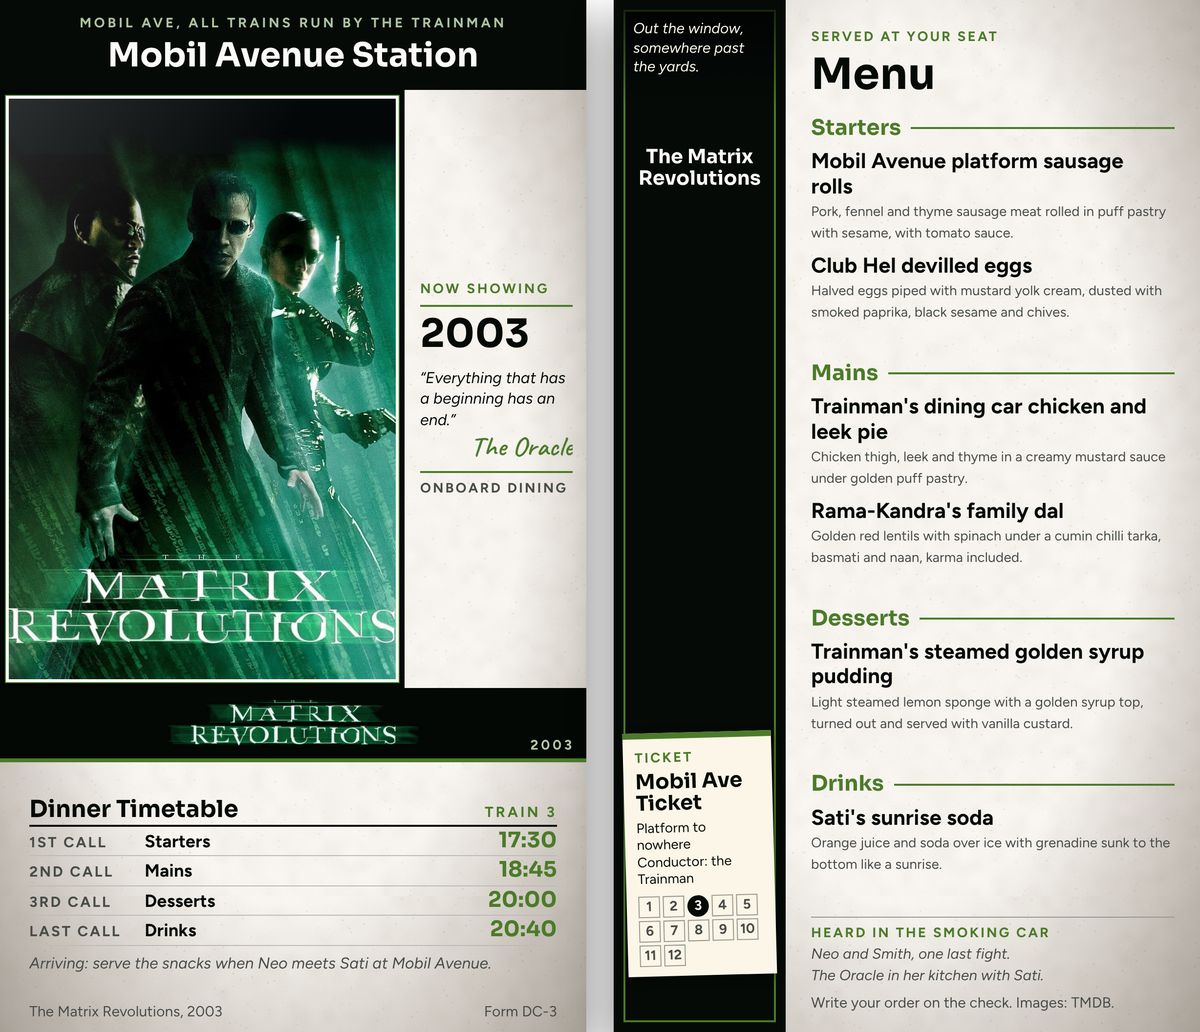 MOBIL AVE, ALL TRAINS RUN BY THE TRAINMAN
Mobil Avenue Station
THE
MATRIX
REVOLUTIONS
NOW SHOWING
2003
“Everything that has
a beginning has an
end.”
The Oracle
ONBOARD DINING
THE
MATRIX
REVOLUTIONS
2003
Dinner Timetable
TRAIN 3
1ST CALL Starters 17:30
2ND CALL Mains 18:45
3RD CALL Desserts 20:00
LAST CALL Drinks 20:40
Arriving: serve the snacks when Neo meets Sati at Mobil Avenue.
The Matrix Revolutions, 2003
Form DC-3
Out the window,
somewhere past
the yards.
The Matrix
Revolutions
TICKET
Mobil Ave
Ticket
Platform to
nowhere
Conductor: the
Trainman
1 2 3 4 5
6 7 8 9 10
11 12
SERVED AT YOUR SEAT
Menu
Starters
Mobil Avenue platform sausage
rolls
Pork, fennel and thyme sausage meat rolled in puff pastry
with sesame, with tomato sauce.
Club Hel devilled eggs
Halved eggs piped with mustard yolk cream, dusted with
smoked paprika, black sesame and chives.
Mains
Trainman's dining car chicken and
leek pie
Chicken thigh, leek and thyme in a creamy mustard sauce
under golden puff pastry.
Rama-Kandra's family dal
Golden red lentils with spinach under a cumin chilli tarka,
basmati and naan, karma included.
Desserts
Trainman's steamed golden syrup
pudding
Light steamed lemon sponge with a golden syrup top,
turned out and served with vanilla custard.
Drinks
Sati's sunrise soda
Orange juice and soda over ice with grenadine sunk to the
bottom like a sunrise.
HEARD IN THE SMOKING CAR
Neo and Smith, one last fight.
The Oracle in her kitchen with Sati.
Write your order on the check. Images: TMDB.